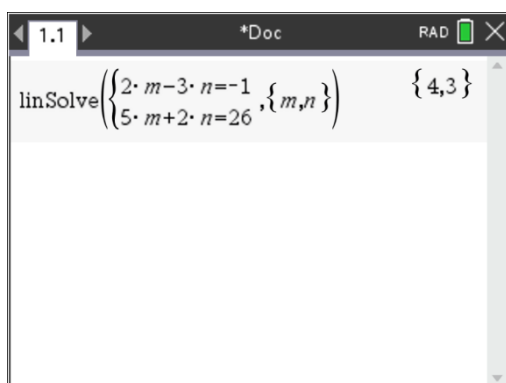 1.1 *Doc RAD
linSolve({2·m−3·n=-1
5·m+2·n=26 ,{m,n}) {4,3}